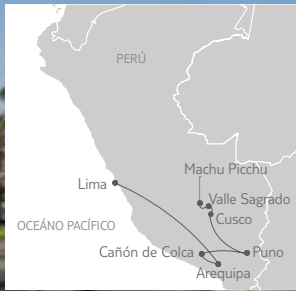 PERÚ
Machu Picchu
Lima
Valle Sagrado
Cusco
OCEÁNO PACÍFICO
Cañón de Colca
Puno
Arequipa